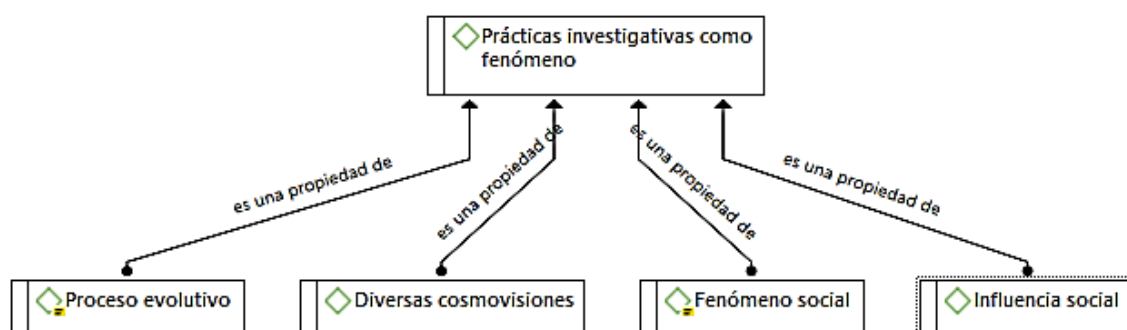 Prácticas investigativas como
fenómeno
es una propiedad de
es una propiedad de
es una propiedad de
es una propiedad de
Proceso evolutivo
Diversas cosmovisiones
Fenómeno social
Influencia social